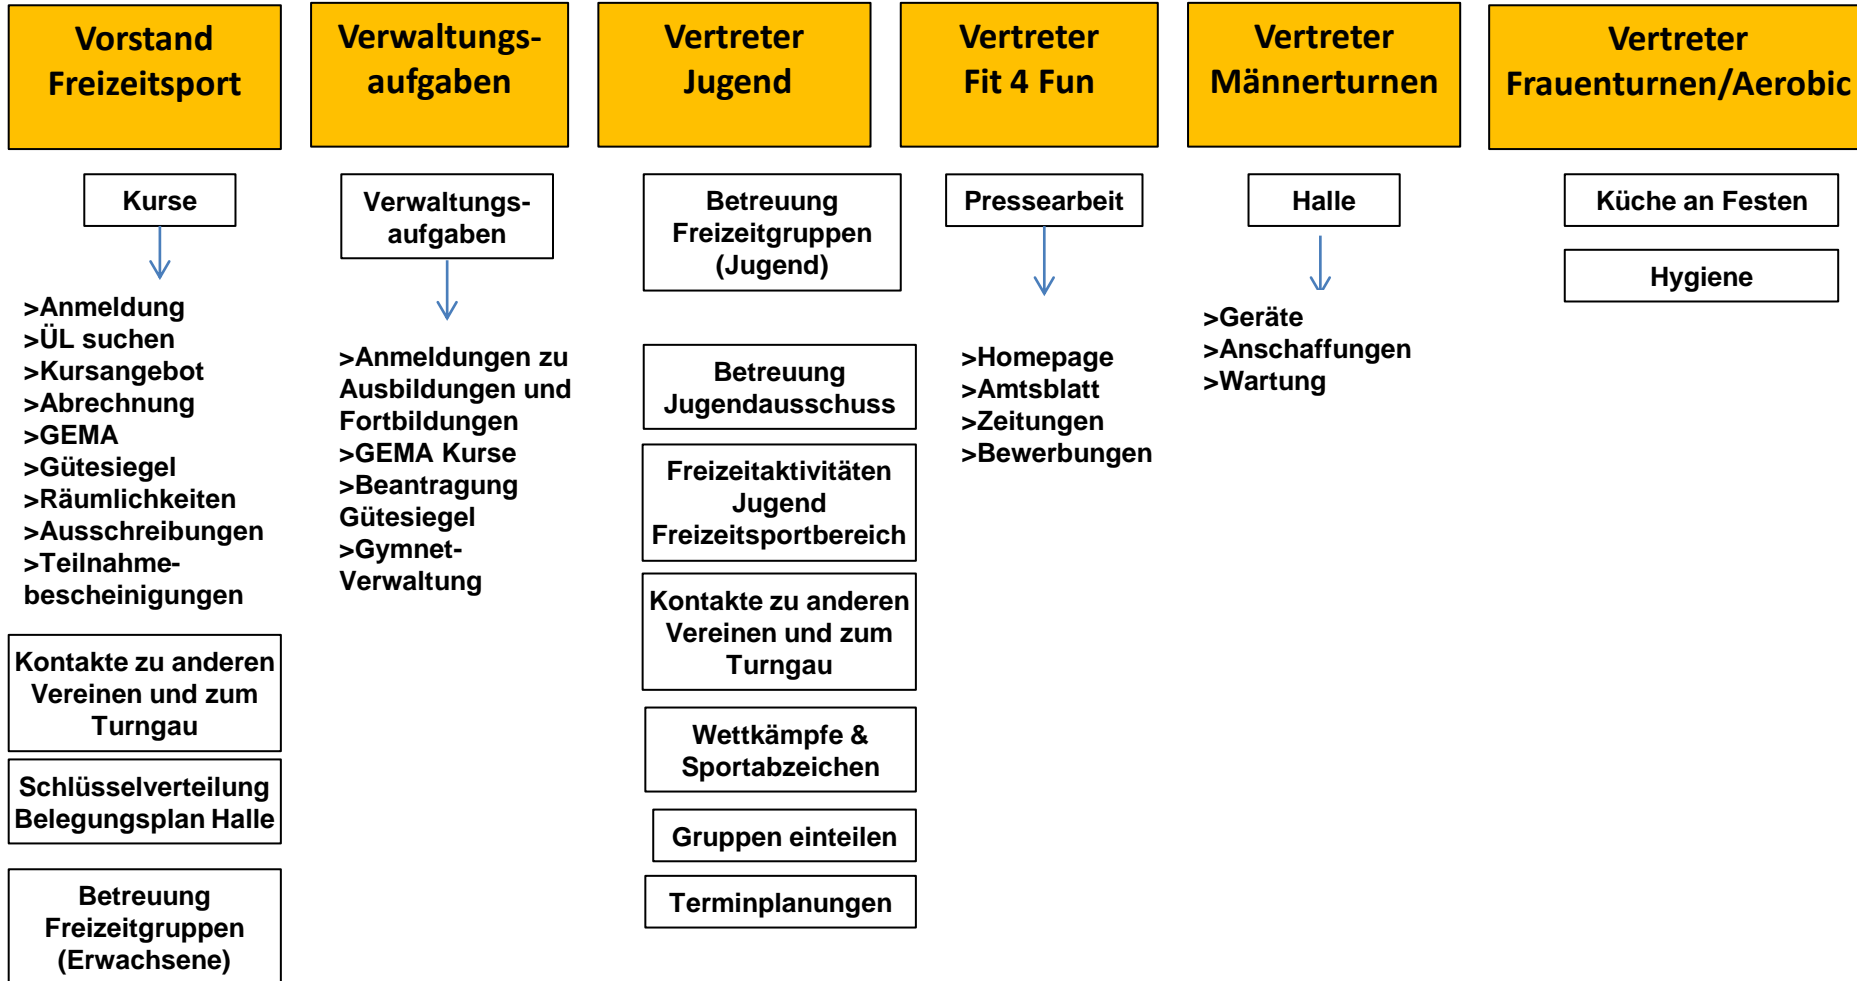 Vorstand
Freizeitsport
Kurse
>Anmeldung
>ÜL suchen
>Kursangebot
>Abrechnung
>GEMA
>Gütesiegel
>Räumlichkeiten
>Ausschreibungen
>Teilnahme-
bescheinigungen
Kontakte zu anderen
Vereinen und zum
Turngau
Schlüsselverteilung
Belegungsplan Halle
Betreuung
Freizeitgruppen
(Erwachsene)
Verwaltungs-
aufgaben
Verwaltungs-
aufgaben
>Anmeldungen zu
Ausbildungen und
Fortbildungen
>GEMA Kurse
>Beantragung
Gütesiegel
>Gymnet-
Verwaltung
Vertreter
Jugend
Betreuung
Freizeitgruppen
(Jugend)
Betreuung
Jugendausschuss
Freizeitaktivitäten
Jugend
Freizeitsportbereich
Kontakte zu anderen
Vereinen und zum
Turngau
Wettkämpfe &
Sportabzeichen
Gruppen einteilen
Terminplanungen
Vertreter
Fit 4 Fun
Pressearbeit
>Homepage
>Amtsblatt
>Zeitungen
>Bewerbungen
Vertreter
Männerturnen
Halle
>Geräte
>Anschaffungen
>Wartung
Vertreter
Frauenturnen/Aerobic
Küche an Festen
Hygiene